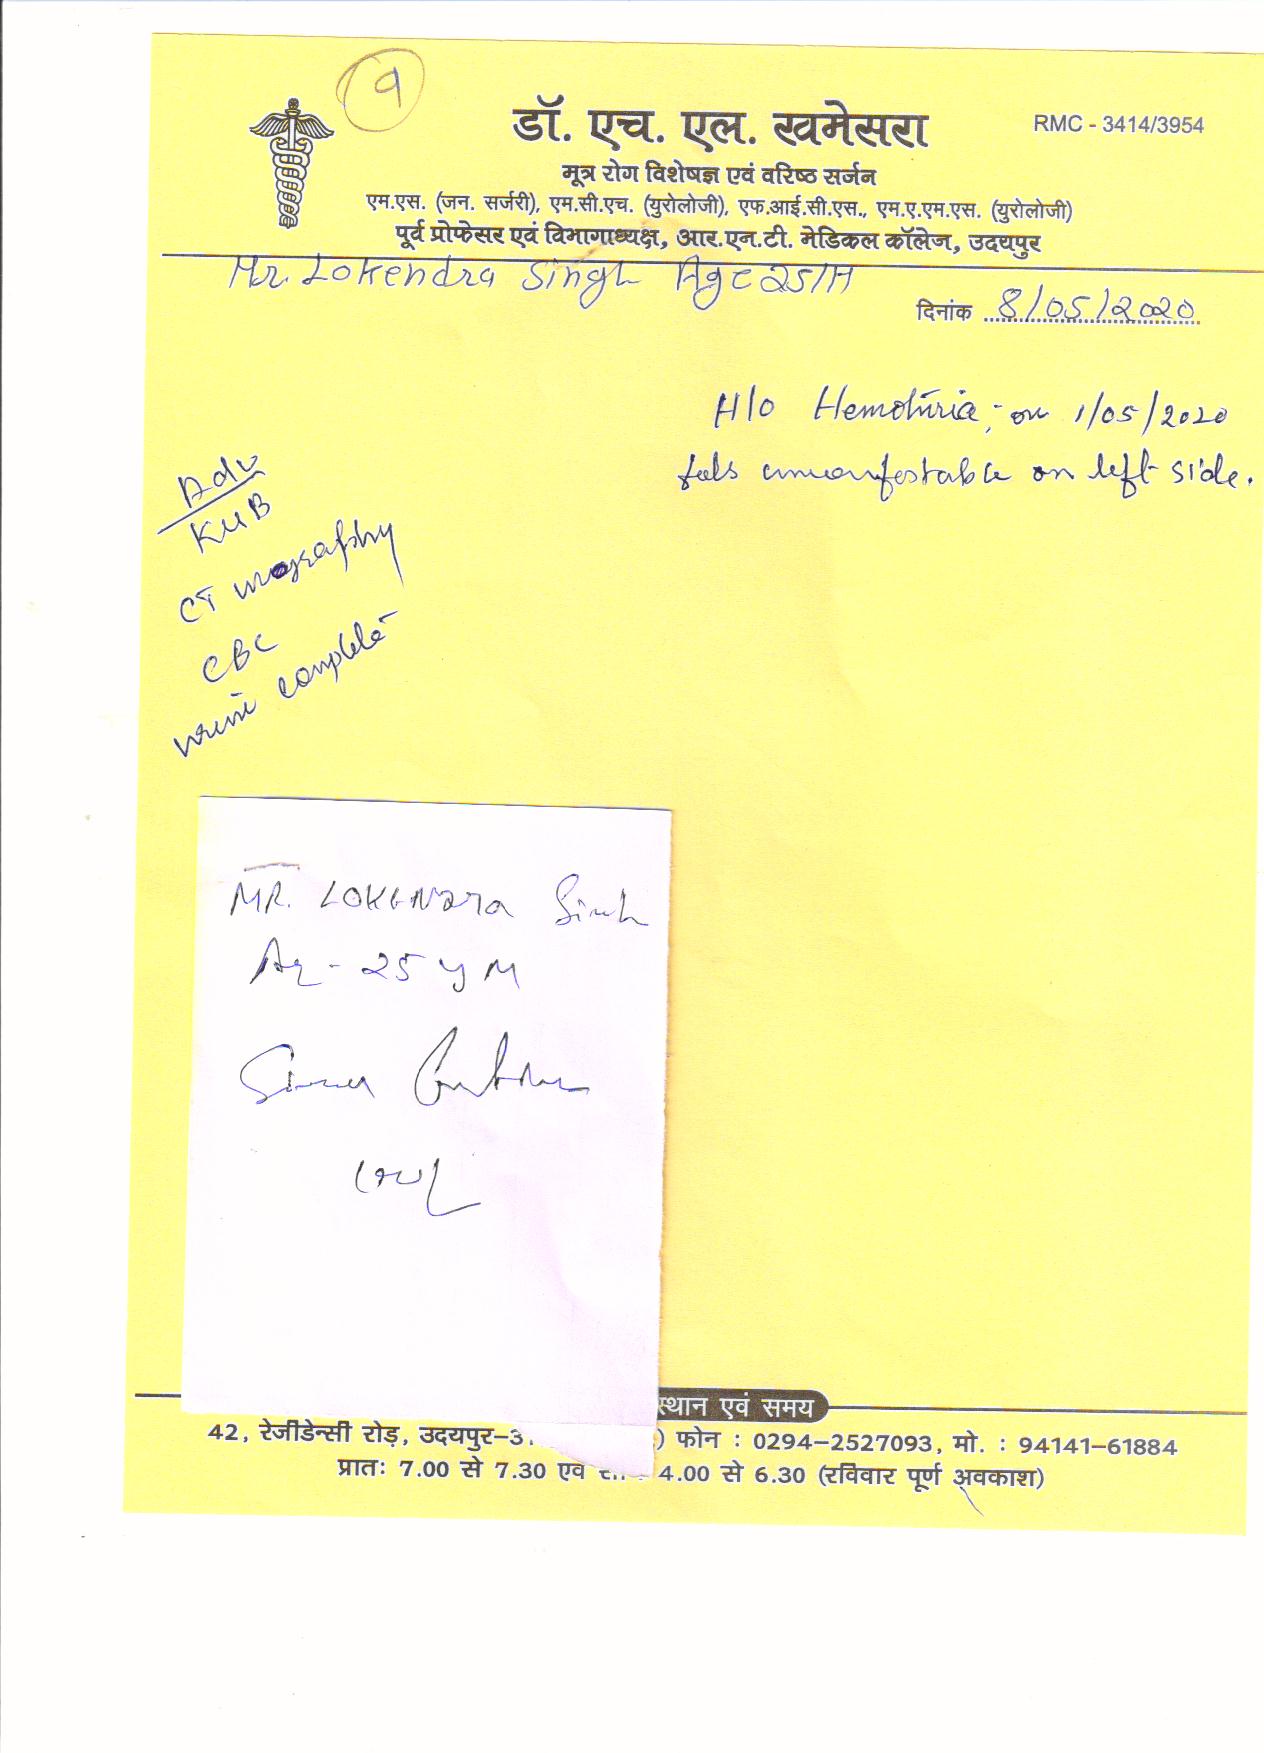 9
डॉ. एच. एल. खमेसरा
RMC - 3414/3954
मूत्र रोग विशेषज्ञ एवं वरिष्ठ सर्जन
एम.एस. (जन. सर्जरी), एम.सी.एच. (युरोलोजी), एफ.आई.सी.एस., एम.ए.एम.एस. (युरोलोजी)
पूर्व प्रोफेसर एवं विभागाध्यक्ष, आर.एन.टी. मेडिकल कॉलेज, उदयपुर
Mr. Lokendra Singh Age 25/M
दिनांक 8/05/2020
H/o Hematuria, on 1/05/2020
feels on left side.
Adv
KUB
CT urography
CBC
urine complete
MR. LOKENDRA Singh
Ag - 25 y M
स्थान एवं समय
42, रेजीडेन्सी रोड़, उदयपुर-3 ) फोन : 0294-2527093, मो. : 94141-61884
प्रातः 7.00 से 7.30 एवं 4.00 से 6.30 (रविवार पूर्ण अवकाश)